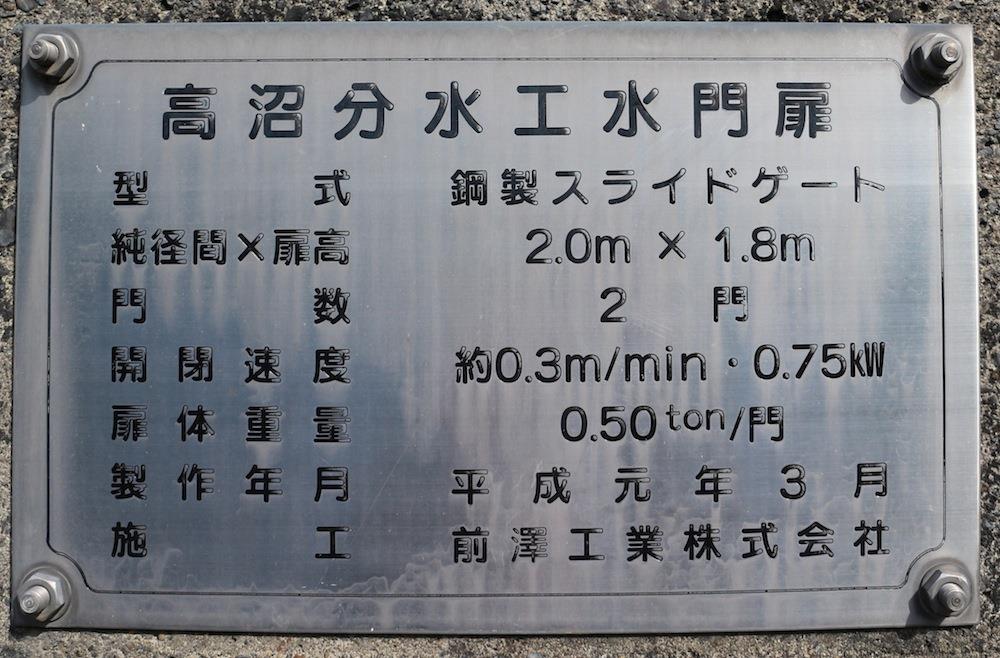 高沼分水工水門扉
型式 鋼製スライドゲート
純径間×扉高 2.0m × 1.8m
門数 2門
開閉速度 約0.3m/min・0.75kW
扉体重量 0.50ton/門
製作年月 平成元年3月
施工 前澤工業株式会社